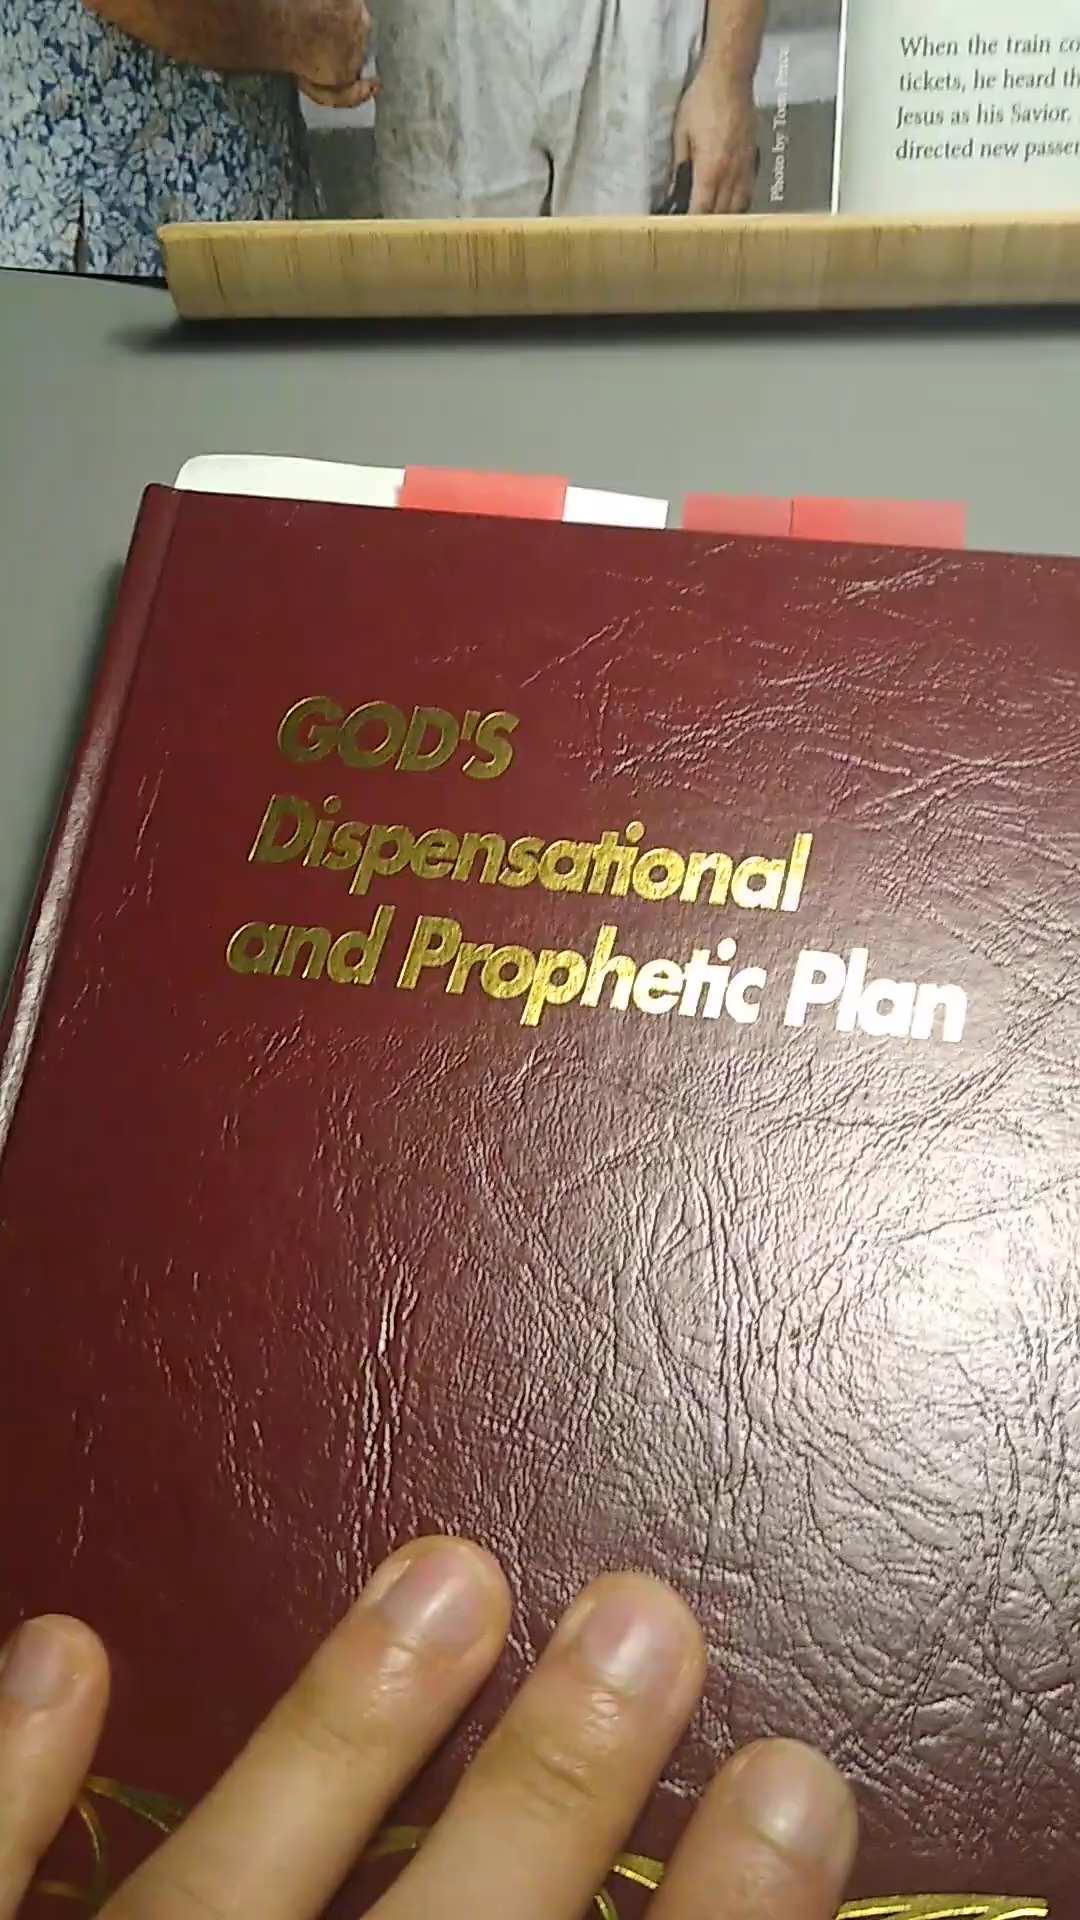 When the train co
tickets, he heard th
Jesus as his Savior.
directed new passer
Photo by Tom Price
GOD'S
Dispensational
and Prophetic Plan